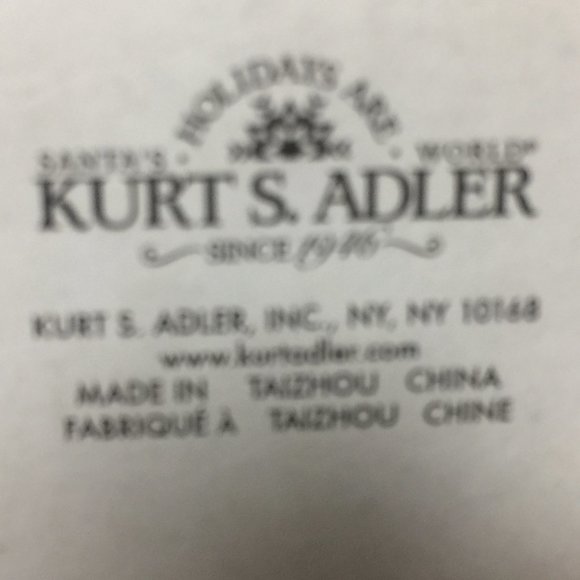 HOLIDAYS ARE
SANTA'S · · WORLD®
KURT S. ADLER
SINCE 1946
KURT S. ADLER, INC., NY, NY 10168
www.kurtadler.com
MADE IN TAIZHOU CHINA
FABRIQUÉ À TAIZHOU CHINE